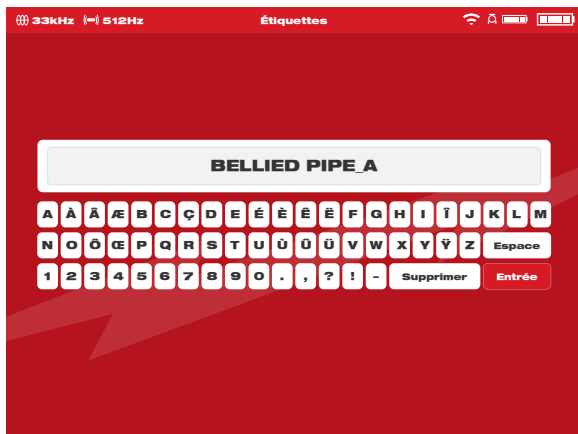 33kHz 512Hz Étiquettes
BELLIED PIPE_A
A À Â Æ B C Ç D E É È Ê Ë F G H I Î J K L M
N O Ô Œ P Q R S T U Ù Û Ü V W X Y Ÿ Z Espace
1 2 3 4 5 6 7 8 9 0 . , ? ! - Supprimer Entrée